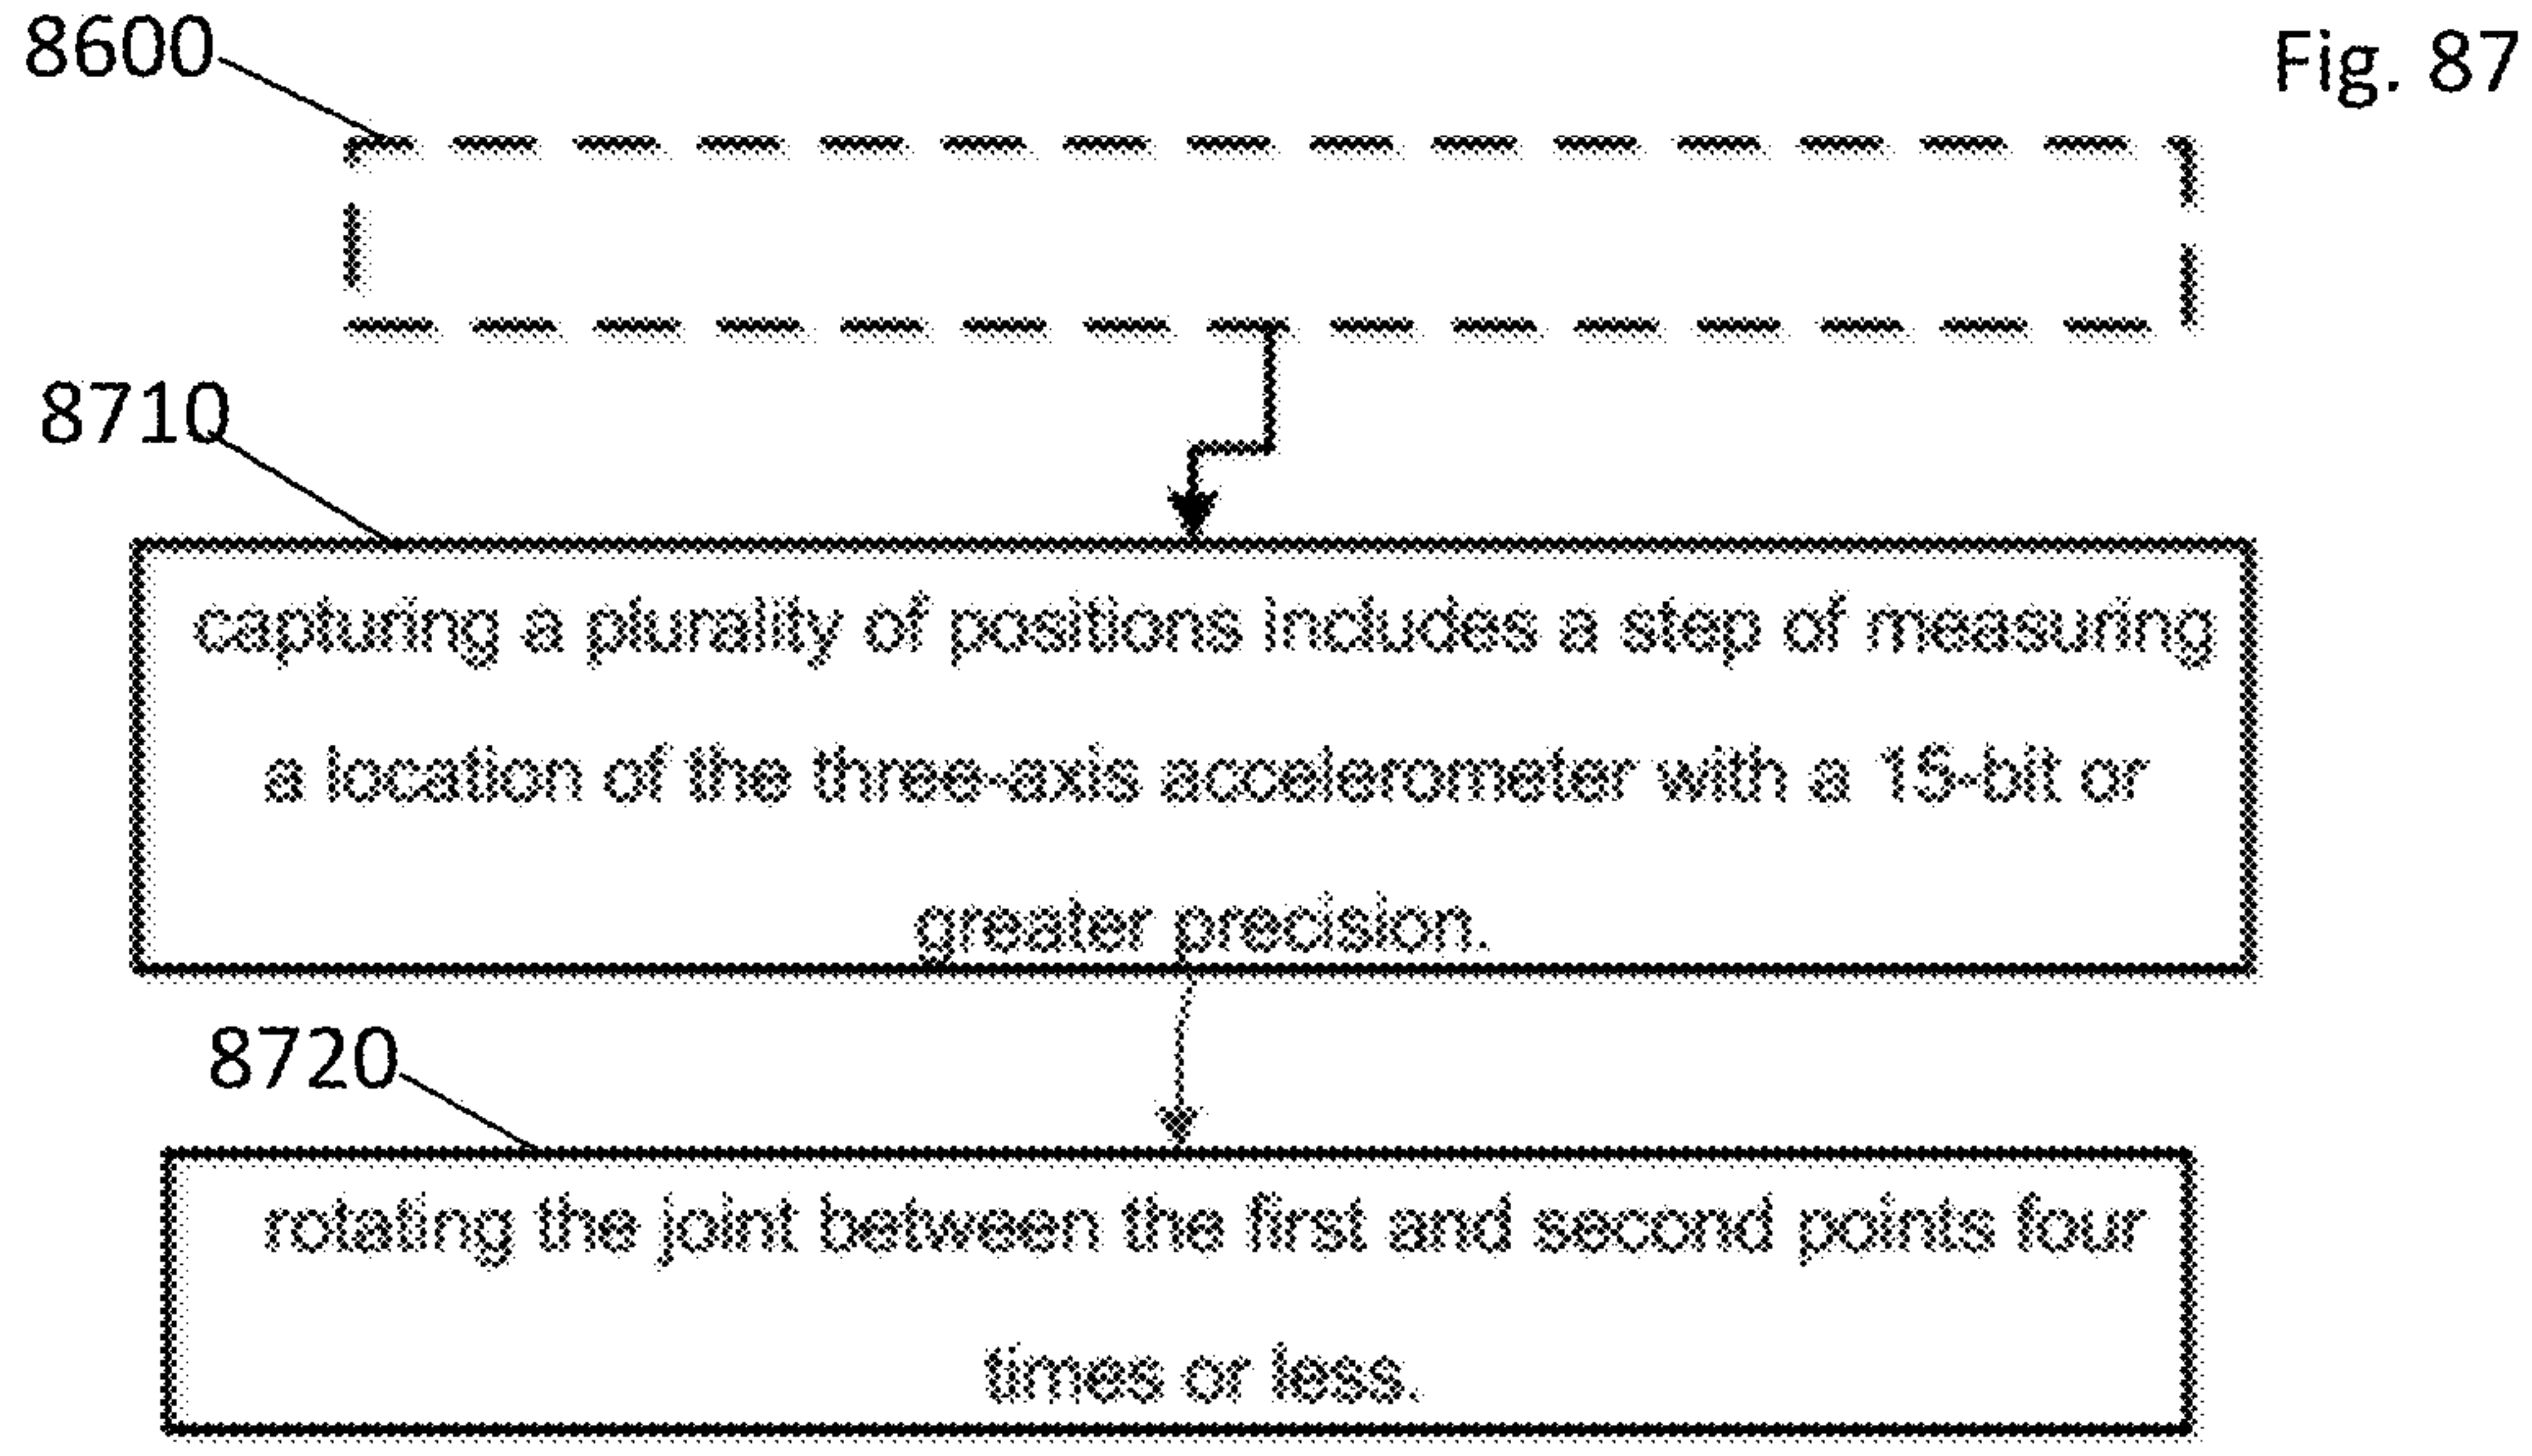 8600
Fig. 87
8710
capturing a plurality of positions includes a step of measuring
a location of the three-axis accelerometer with a 15-bit or
greater precision.
8720
rotating the joint between the first and second points four
times or less.